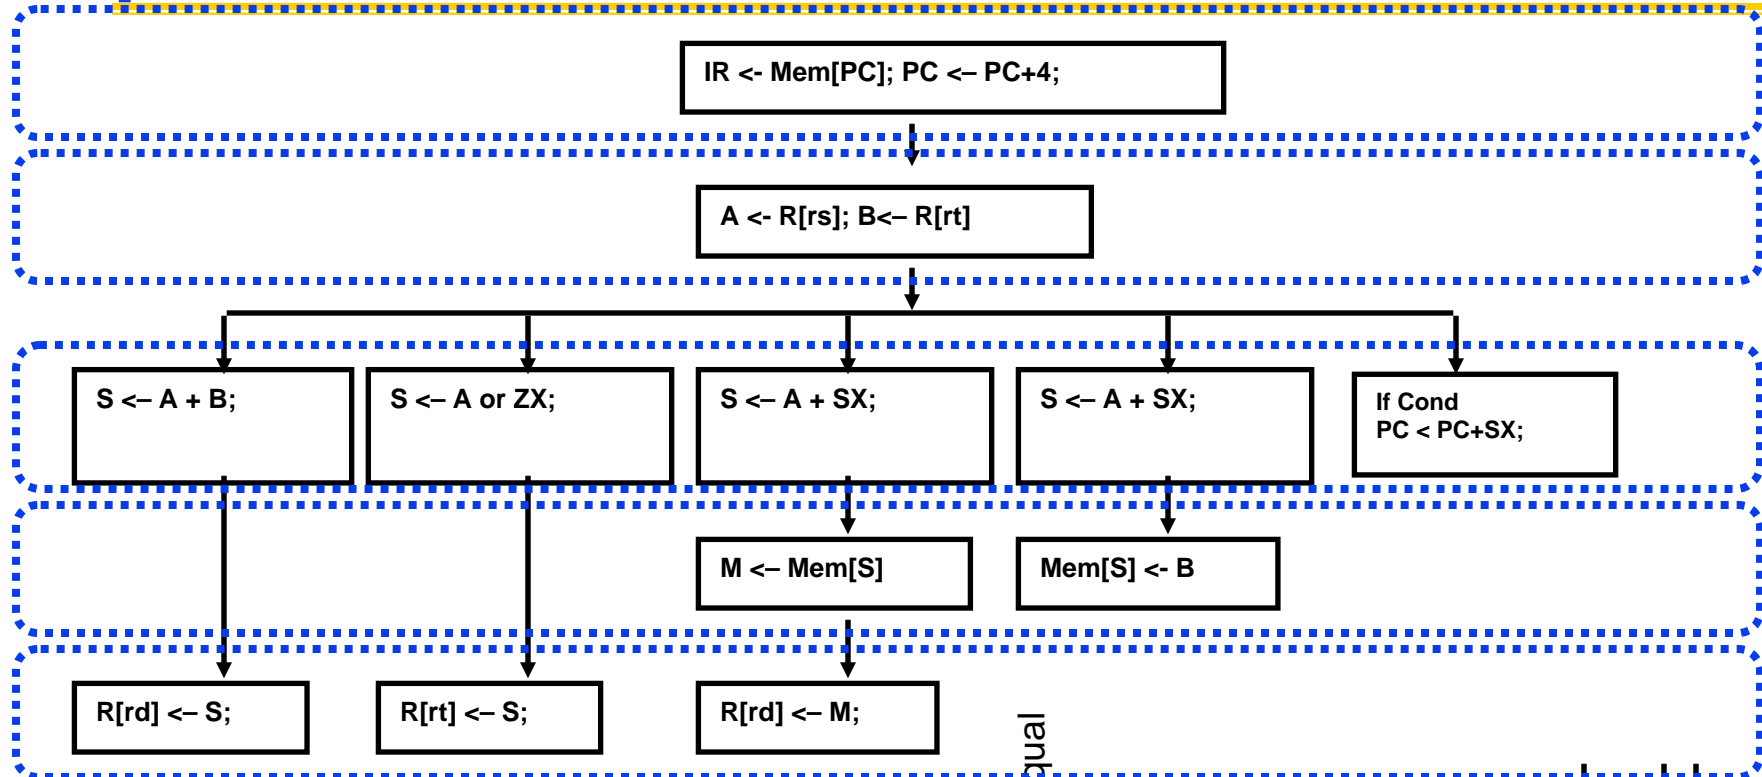 IR <- Mem[PC]; PC <– PC+4;
A <- R[rs]; B<– R[rt]
S <– A + B;
S <– A or ZX;
S <– A + SX;
S <– A + SX;
If Cond
PC < PC+SX;
M <– Mem[S]
Mem[S] <- B
R[rd] <– S;
R[rt] <– S;
R[rd] <– M;
qual